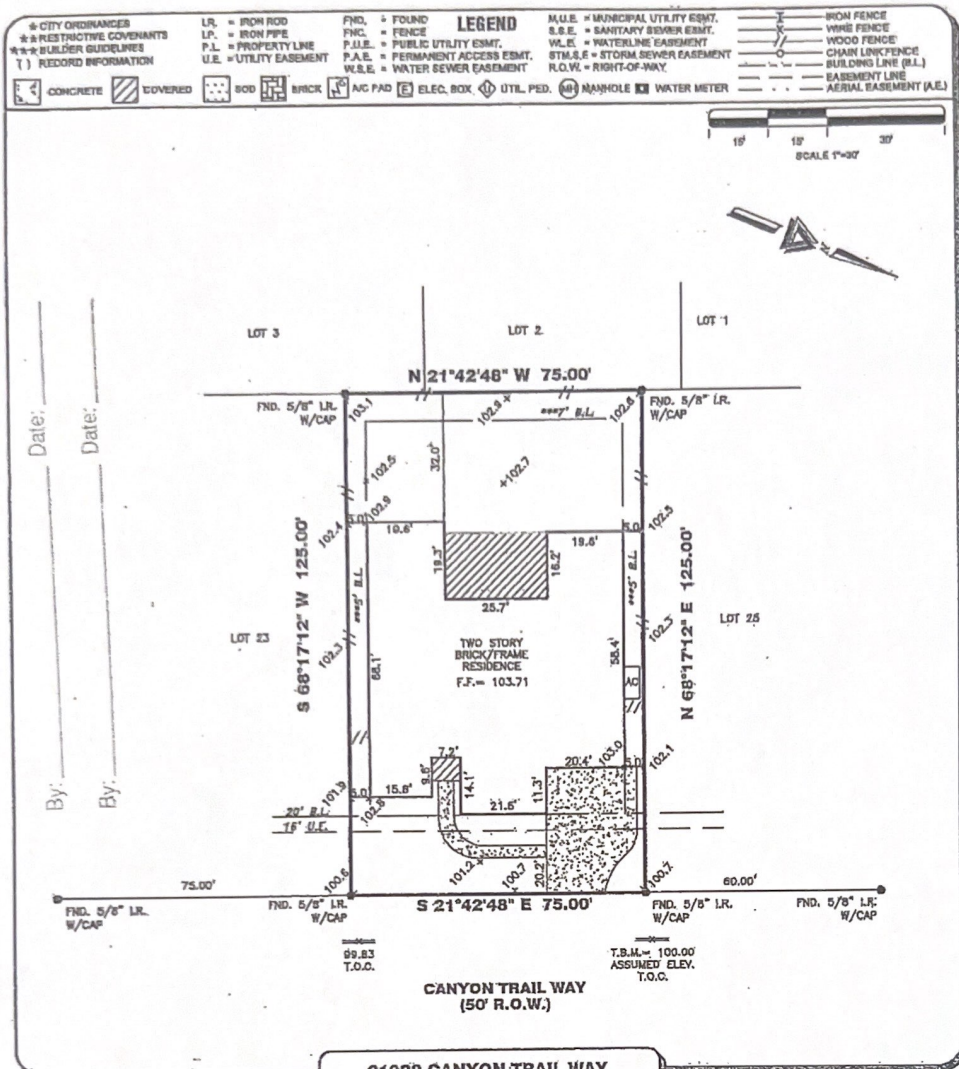 * CITY ORDINANCES
** RESTRICTIVE COVENANTS
*** BUILDER GUIDELINES
( ) RECORD INFORMATION
I.R. = IRON ROD
I.P. = IRON PIPE
P.L. = PROPERTY LINE
U.E. = UTILITY EASEMENT
FND. = FOUND
FNC. = FENCE
P.U.E. = PUBLIC UTILITY ESMT.
P.A.E. = PERMANENT ACCESS ESMT.
W.S.E. = WATER SEWER EASEMENT
LEGEND
M.U.E. = MUNICIPAL UTILITY ESMT.
S.S.E. = SANITARY SEWER ESMT.
W.L.E. = WATERLINE EASEMENT
STM.S.E = STORM SEWER EASEMENT
R.O.W. = RIGHT-OF-WAY
IRON FENCE
WIRE FENCE
WOOD FENCE
CHAIN LINK FENCE
BUILDING LINE (B.L.)
EASEMENT LINE
AERIAL EASEMENT (A.E.)
CONCRETE COVERED SOD BRICK A/C PAD E ELEC. BOX U UTIL. PED. MH MANHOLE WATER METER
15' 15' 30'
SCALE 1"=30'
LOT 3
LOT 2
LOT 1
N 21°42'48" W 75.00'
FND. 5/8" I.R.
W/CAP
103.1
102.9
***7' B.L.
102.8
FND. 5/8" I.R.
W/CAP
Date:
Date:
By:
By:
32.0'
102.5
+102.7
102.9
102.4
5.0
19.6'
19.3'
25.7'
16.2'
5.0
102.5
S 68°17'12" W 125.00'
N 68°17'12" E 125.00'
***5' B.L.
***5' B.L.
LOT 23
LOT 25
102.3
102.3
TWO STORY
BRICK/FRAME
RESIDENCE
F.F.= 103.71
58.4'
AC
7.2'
9.6'
14.1'
20.4'
103.0
5.0
102.1
101.9
5.0
102.8
15.8'
11.3'
20' B.L.
16' U.E.
101.2
100.7
20.2'
100.6
100.7
75.00'
60.00'
FND. 5/8" I.R.
W/CAP
FND. 5/8" I.R.
W/CAP
S 21°42'48" E 75.00'
FND. 5/8" I.R.
W/CAP
FND. 5/8" I.R.
W/CAP
99.83
T.O.C.
T.B.M.= 100.00
ASSUMED ELEV.
T.O.C.
CANYON TRAIL WAY
(50' R.O.W.)
CANYON TRAIL WAY